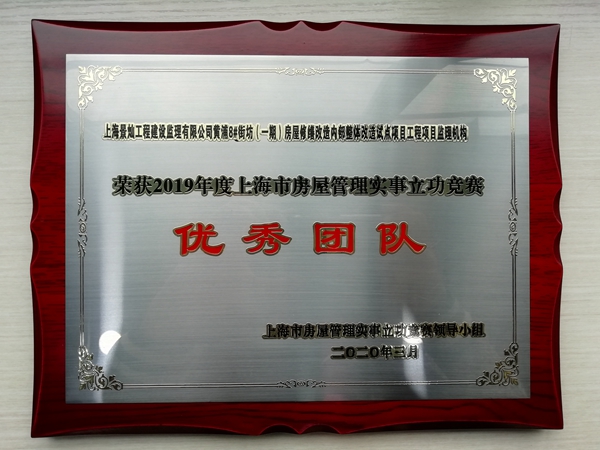 上海景灿工程建设监理有限公司黄浦8#街坊（一期）房屋修缮改造内部整体改造试点项目工程项目监理机构
荣获2019年度上海市房屋管理实事立功竞赛
优秀团队
上海市房屋管理实事立功竞赛领导小组
二〇二〇年三月